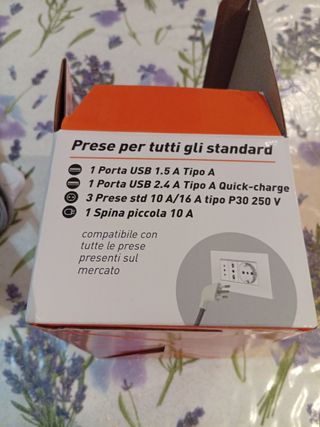 Prese per tutti gli standard
1 Porta USB 1.5 A Tipo A
1 Porta USB 2.4 A Tipo A Quick-charge
3 Prese std 10 A/16 A tipo P30 250 V
1 Spina piccola 10 A
compatibile con
tutte le prese
presenti sul
mercato